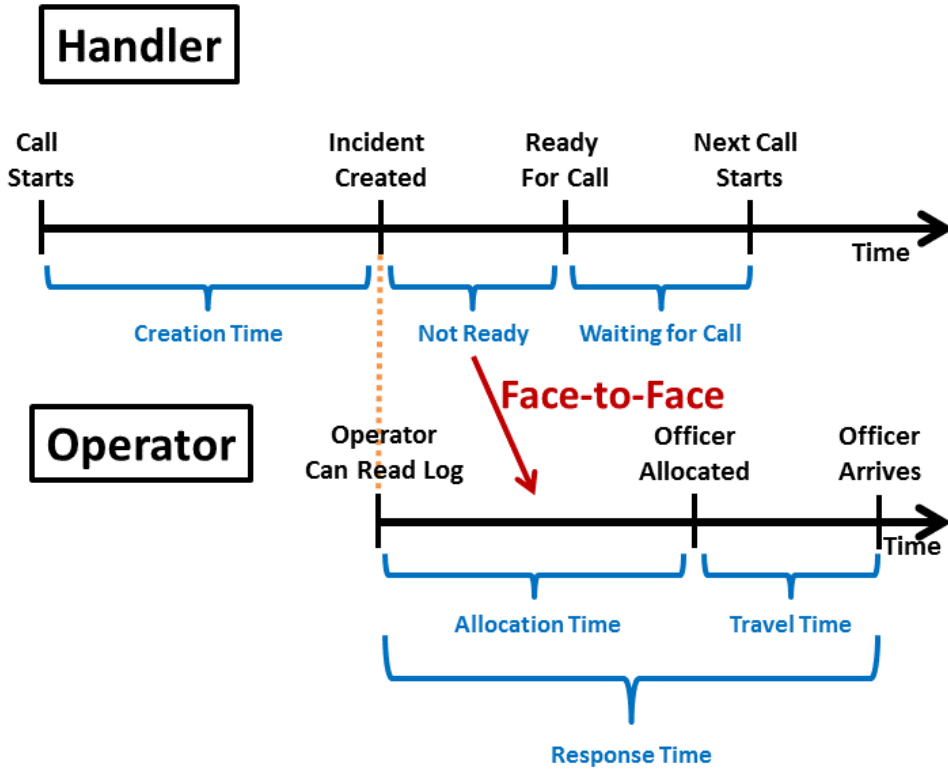 Handler
Call
Starts
Incident
Created
Ready
For Call
Next Call
Starts
Time
Creation Time
Not Ready
Waiting for Call
Face-to-Face
Operator
Operator
Can Read Log
Officer
Allocated
Officer
Arrives
Time
Allocation Time
Travel Time
Response Time